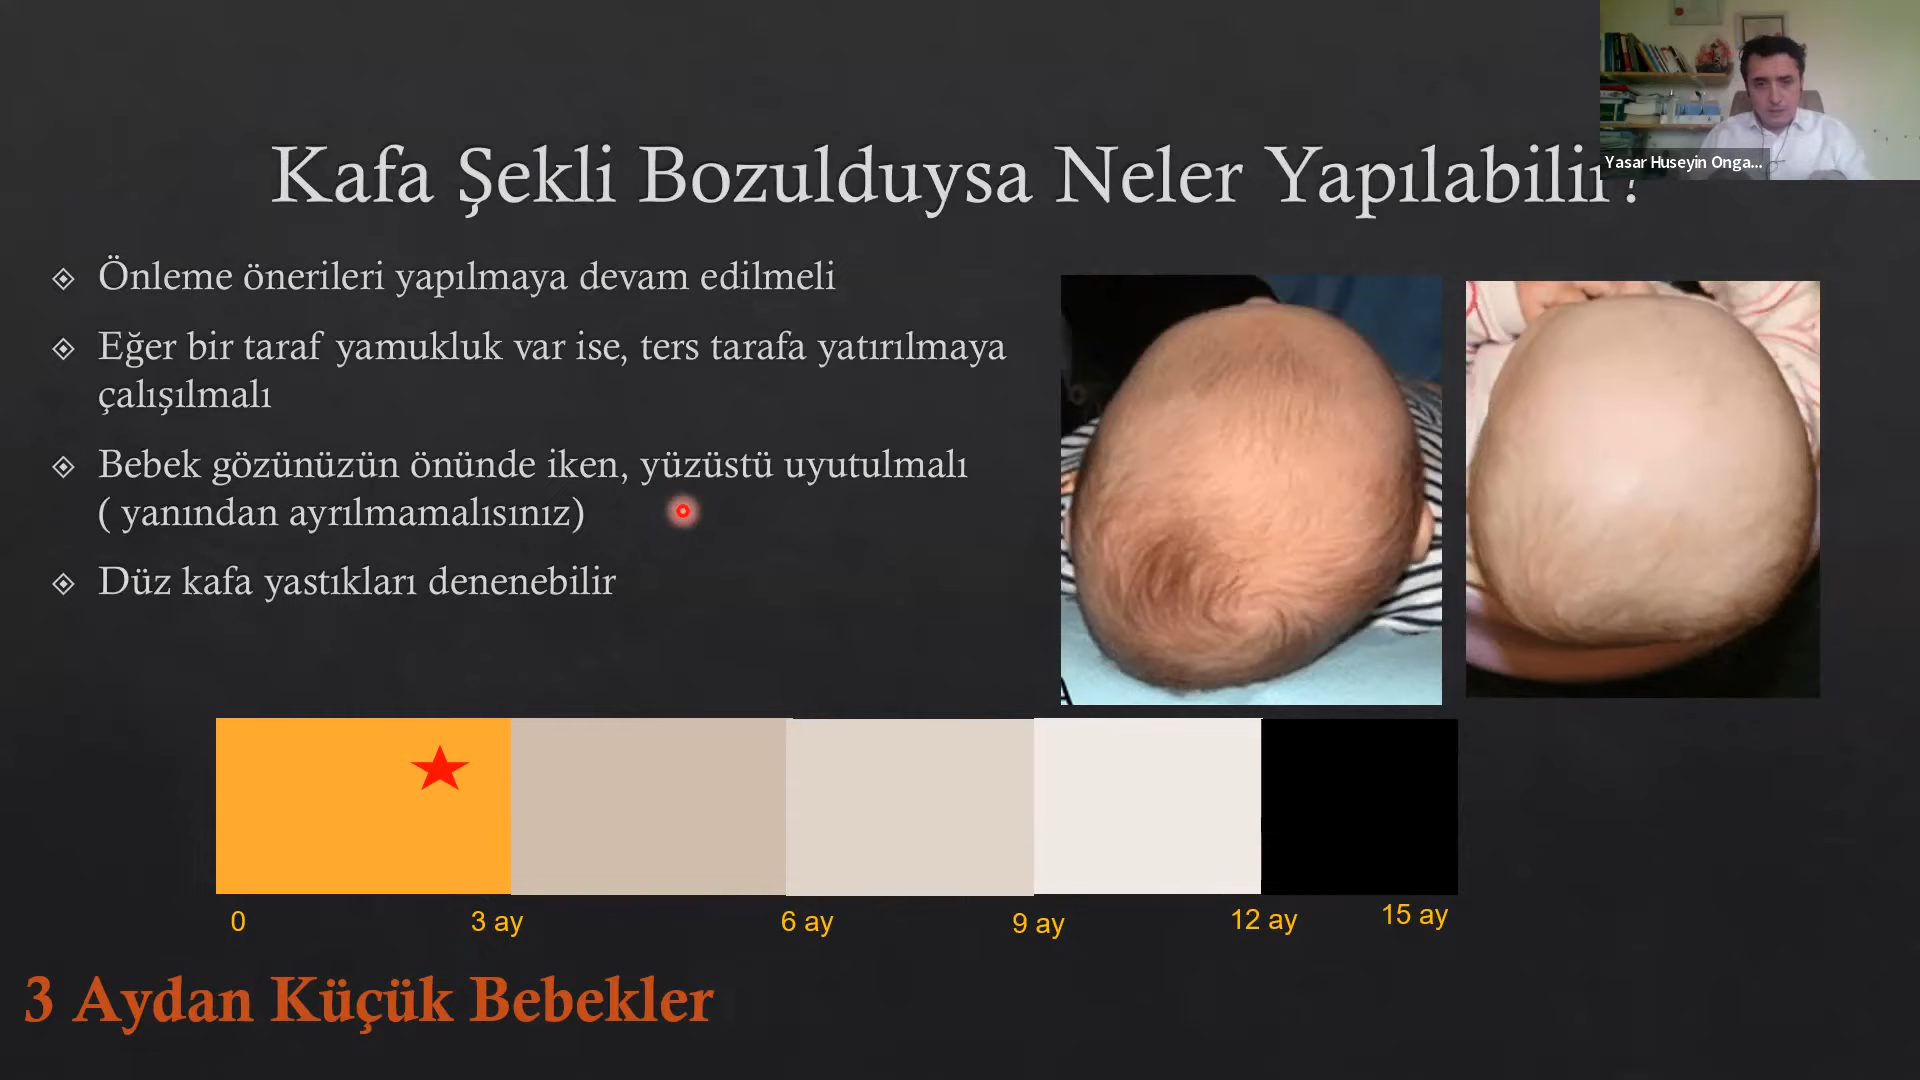 Yasar Huseyin Onga...
Kafa Şekli Bozulduysa Neler Yapılabilir?
Önleme önerileri yapılmaya devam edilmeli
Eğer bir taraf yamukluk var ise, ters tarafa yatırılmaya
çalışılmalı
Bebek gözünüzün önünde iken, yüzüstü uyutulmalı
( yanından ayrılmamalısınız)
Düz kafa yastıkları denenebilir
0
3 ay
6 ay
9 ay
12 ay
15 ay
3 Aydan Küçük Bebekler